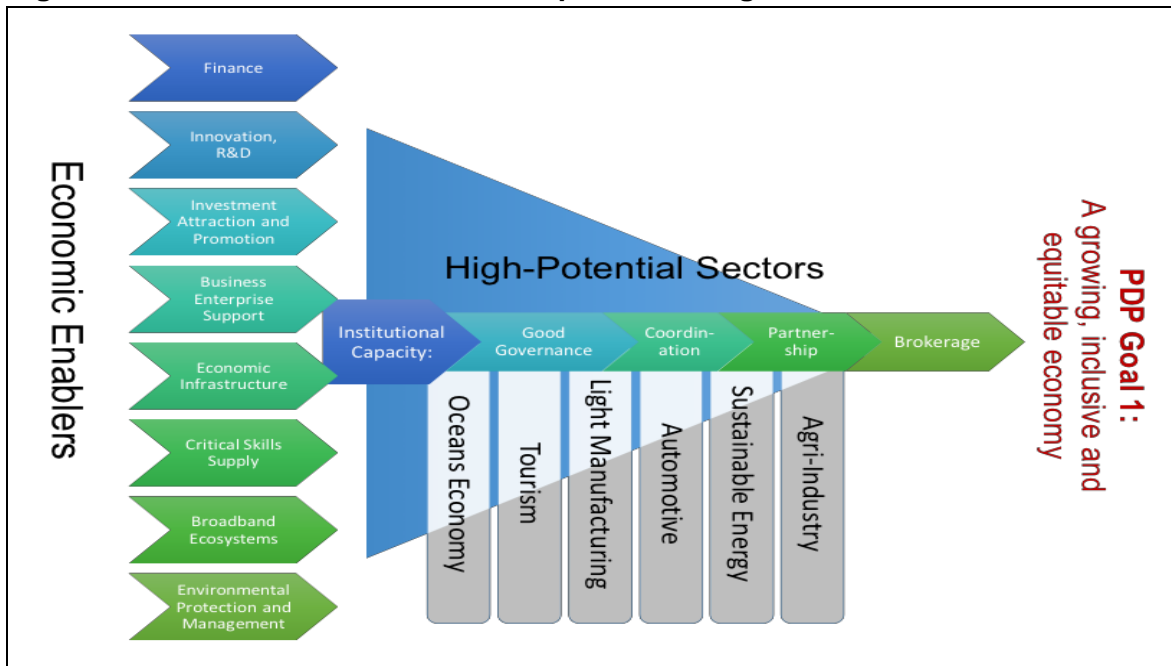 Economic Enablers
Finance
Innovation,
R&D
Investment
Attraction and
Promotion
Business
Enterprise
Support
Economic
Infrastructure
Critical Skills
Supply
Broadband
Ecosystems
Environmental
Protection and
Management
High-Potential Sectors
Institutional
Capacity:
Good
Governance
Coordin-
ation
Partner-
ship
Brokerage
Oceans Economy
Tourism
Light Manufacturing
Automotive
Sustainable Energy
Agri-Industry
PDP Goal 1:
A growing, inclusive and
equitable economy